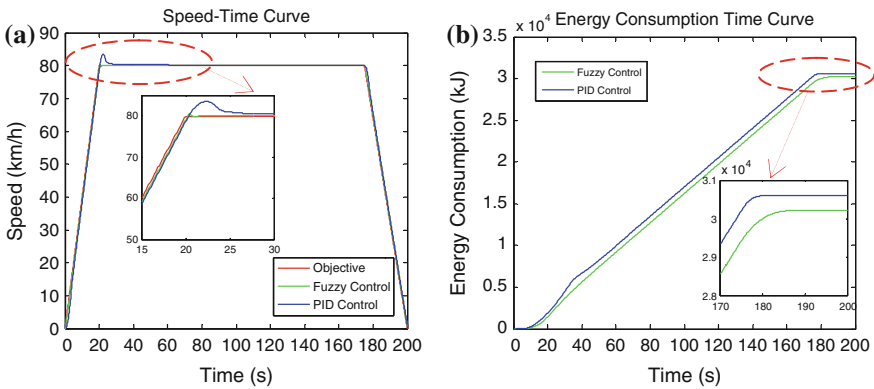 (a)
Speed-Time Curve
90
80
70
60
50
40
30
20
10
0
Speed (km/h)
80
70
60
50
15 20 25 30
Objective
Fuzzy Control
PID Control
0 20 40 60 80 100 120 140 160 180 200
Time (s)
(b)
x 10⁴ Energy Consumption Time Curve
3.5
3
2.5
2
1.5
1
0.5
0
Energy Consumption (kJ)
Fuzzy Control
PID Control
x 10⁴
3.1
3
2.9
2.8
170 180 190 200
0 20 40 60 80 100 120 140 160 180 200
Time (s)